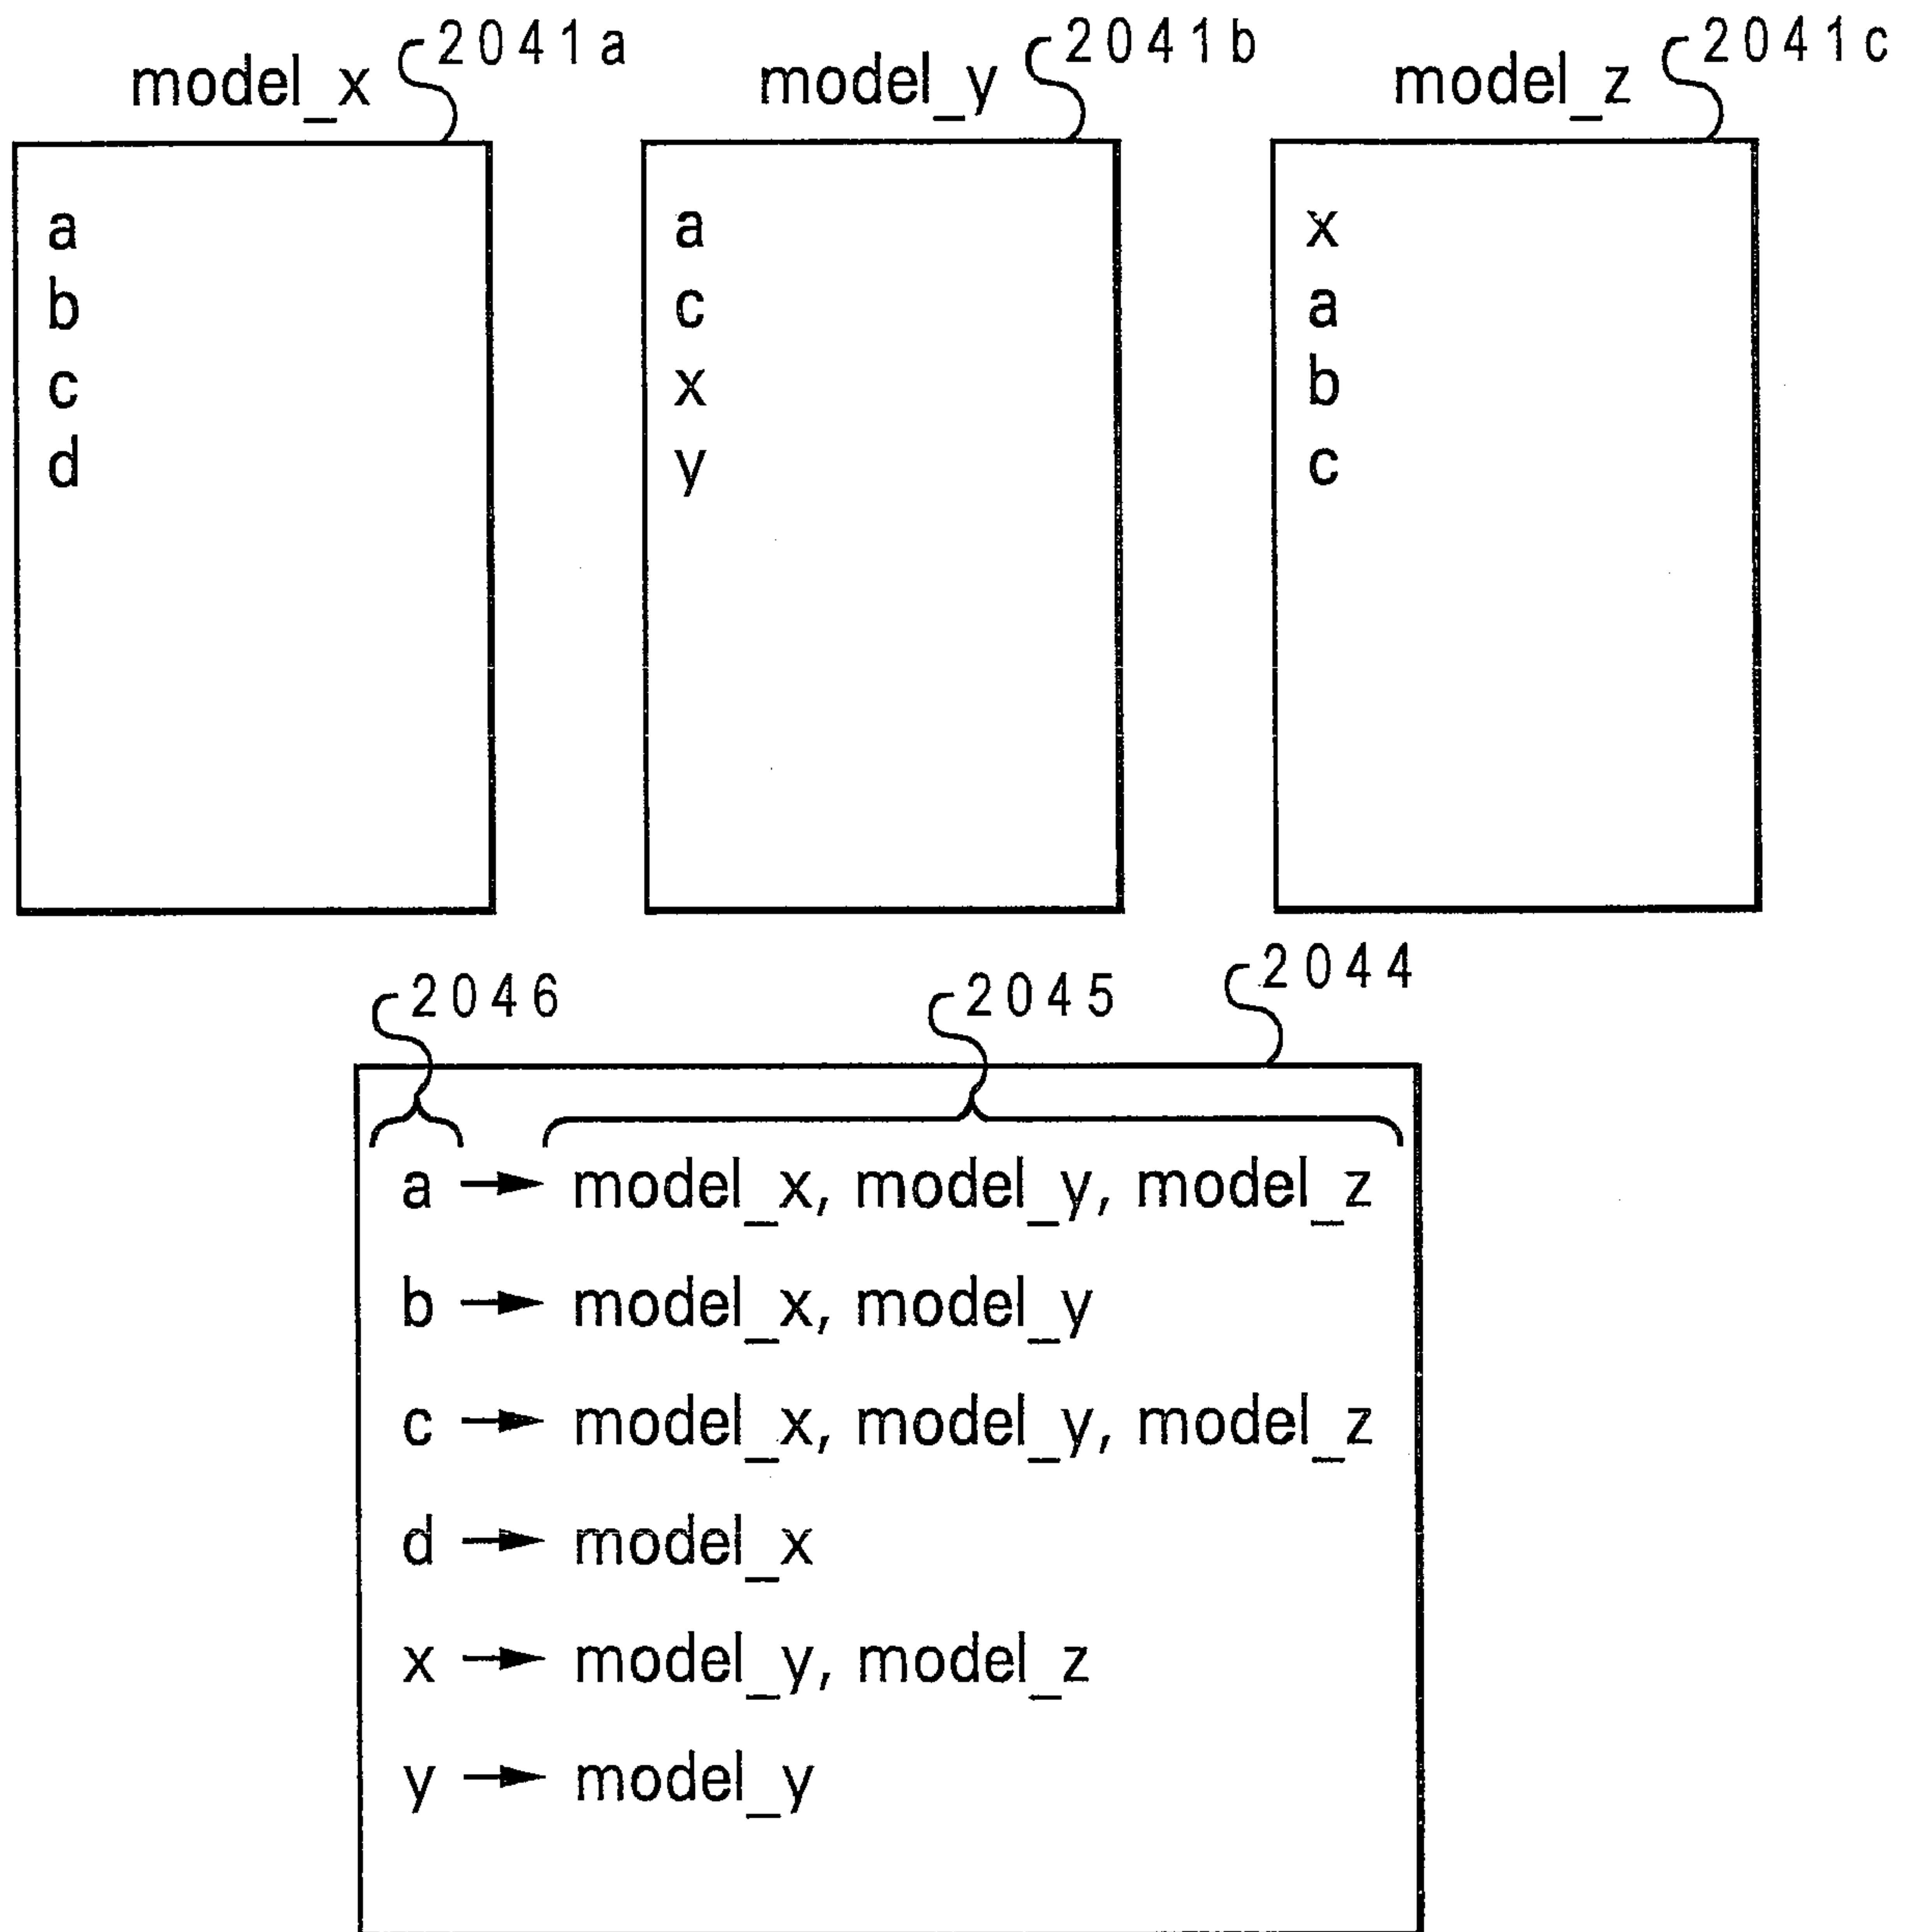 model_x 2041a
a
b
c
d
model_y 2041b
a
c
x
y
model_z 2041c
x
a
b
c
2046 2045 2044
a → model_x, model_y, model_z
b → model_x, model_y
c → model_x, model_y, model_z
d → model_x
x → model_y, model_z
y → model_y